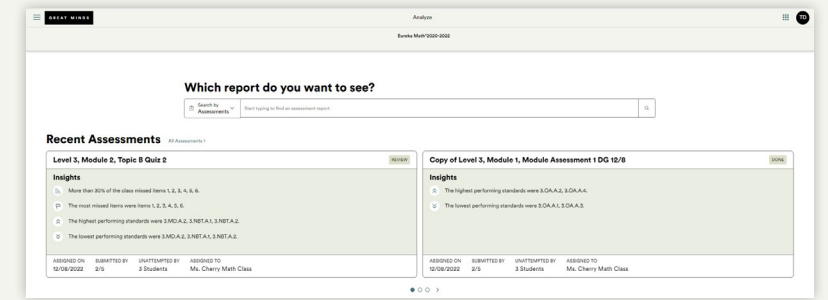 GREAT MINDS
Analyze
TD
Eureka Math²2020-2022
Which report do you want to see?
Search by
Assessments
Start typing to find an assessment report
Recent Assessments All Assessments ›
Level 3, Module 2, Topic B Quiz 2 REVIEW
Insights
More than 30% of the class missed items 1, 2, 3, 4, 5, 6.
The most missed items were items 1, 2, 3, 4, 5, 6.
The highest performing standards were 3.MD.A.2, 3.NBT.A.1, 3.NBT.A.2.
The lowest performing standards were 3.MD.A.2, 3.NBT.A.1, 3.NBT.A.2.
ASSIGNED ON SUBMITTED BY UNATTEMPTED BY ASSIGNED TO
12/08/2022 2/5 3 Students Ms. Cherry Math Class
Copy of Level 3, Module 1, Module Assessment 1 DG 12/8 DONE
Insights
The highest performing standards were 3.OA.A.2, 3.OA.A.4.
The lowest performing standards were 3.OA.A.1, 3.OA.A.3.
ASSIGNED ON SUBMITTED BY UNATTEMPTED BY ASSIGNED TO
12/08/2022 2/5 3 Students Ms. Cherry Math Class